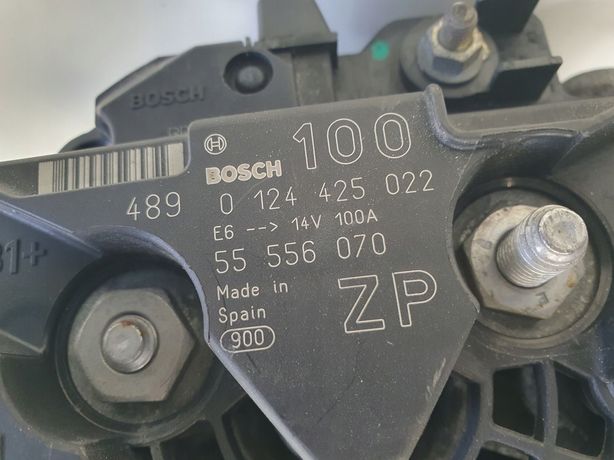 BOSCH
BOSCH 100
489 0 124 425 022
E6 --> 14V 100A
55 556 070
Made in
Spain
ZP
900
B1+